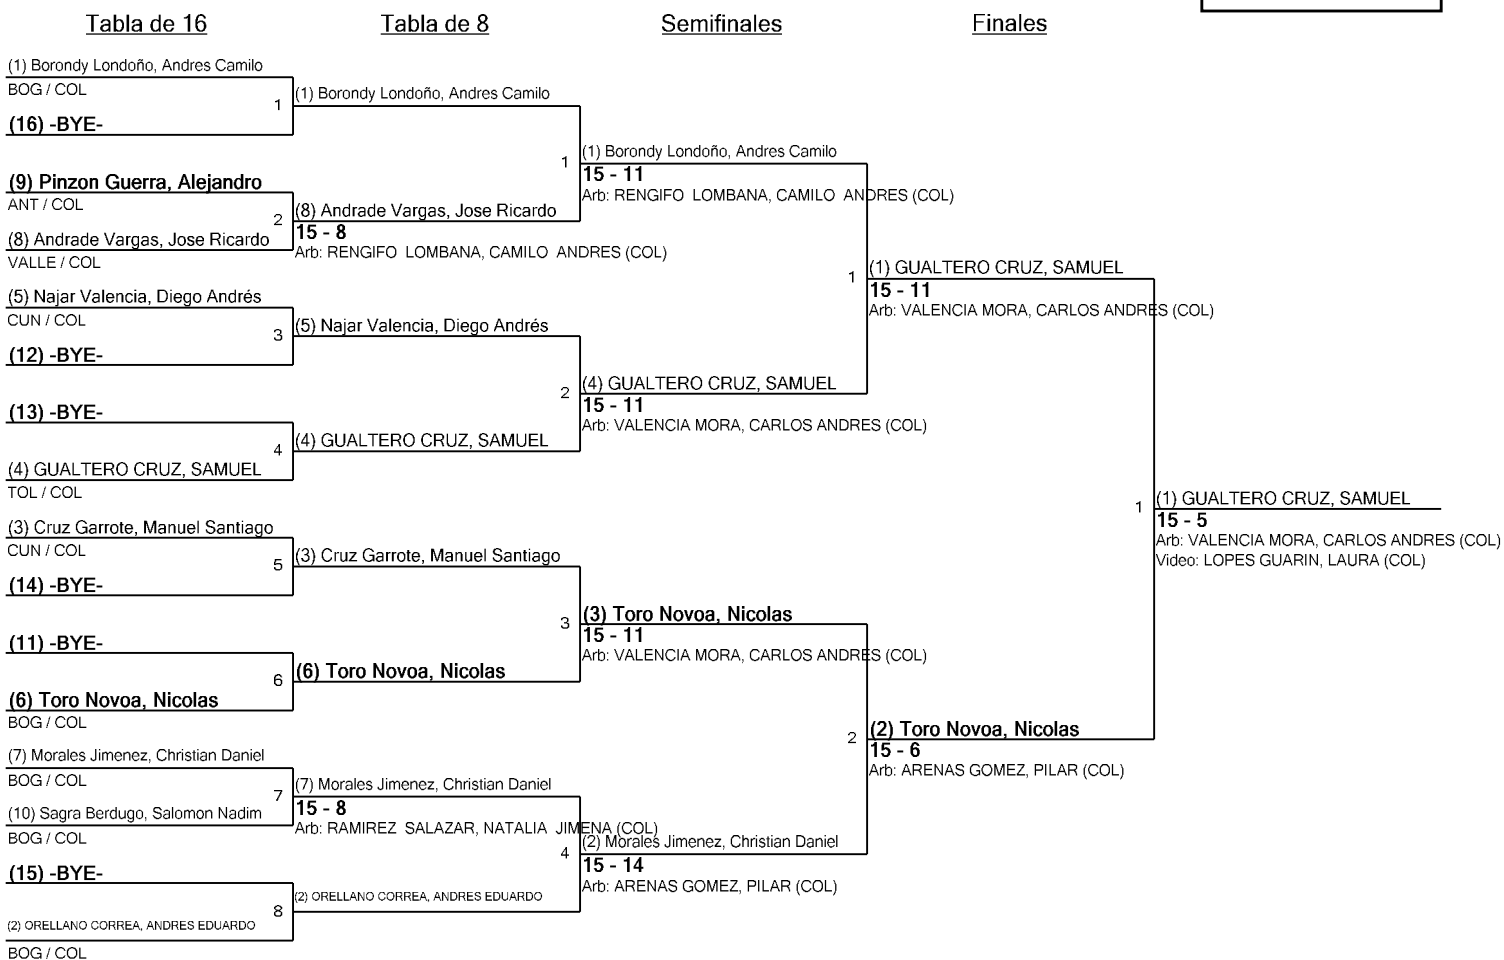 Tabla de 16
Tabla de 8
Semifinales
Finales
(1) Borondy Londoño, Andres Camilo
BOG / COL
1
(16) -BYE-
(9) Pinzon Guerra, Alejandro
ANT / COL
2
(8) Andrade Vargas, Jose Ricardo
VALLE / COL
(5) Najar Valencia, Diego Andrés
CUN / COL
3
(12) -BYE-
(13) -BYE-
4
(4) GUALTERO CRUZ, SAMUEL
TOL / COL
(3) Cruz Garrote, Manuel Santiago
CUN / COL
5
(14) -BYE-
(11) -BYE-
6
(6) Toro Novoa, Nicolas
BOG / COL
(7) Morales Jimenez, Christian Daniel
BOG / COL
7
(10) Sagra Berdugo, Salomon Nadim
BOG / COL
(15) -BYE-
8
(2) ORELLANO CORREA, ANDRES EDUARDO
BOG / COL
(1) Borondy Londoño, Andres Camilo
1
(8) Andrade Vargas, Jose Ricardo
15 - 8
Arb: RENGIFO LOMBANA, CAMILO ANDRES (COL)
(5) Najar Valencia, Diego Andrés
2
(4) GUALTERO CRUZ, SAMUEL
(3) Cruz Garrote, Manuel Santiago
3
(6) Toro Novoa, Nicolas
(7) Morales Jimenez, Christian Daniel
15 - 8
Arb: RAMIREZ SALAZAR, NATALIA JIMENA (COL)
4
(2) ORELLANO CORREA, ANDRES EDUARDO
(1) Borondy Londoño, Andres Camilo
15 - 11
Arb: RENGIFO LOMBANA, CAMILO ANDRES (COL)
1
(4) GUALTERO CRUZ, SAMUEL
15 - 11
Arb: VALENCIA MORA, CARLOS ANDRES (COL)
(3) Toro Novoa, Nicolas
15 - 11
Arb: VALENCIA MORA, CARLOS ANDRES (COL)
2
(2) Morales Jimenez, Christian Daniel
15 - 14
Arb: ARENAS GOMEZ, PILAR (COL)
(1) GUALTERO CRUZ, SAMUEL
15 - 11
Arb: VALENCIA MORA, CARLOS ANDRES (COL)
1
(2) Toro Novoa, Nicolas
15 - 6
Arb: ARENAS GOMEZ, PILAR (COL)
(1) GUALTERO CRUZ, SAMUEL
15 - 5
Arb: VALENCIA MORA, CARLOS ANDRES (COL)
Video: LOPES GUARIN, LAURA (COL)